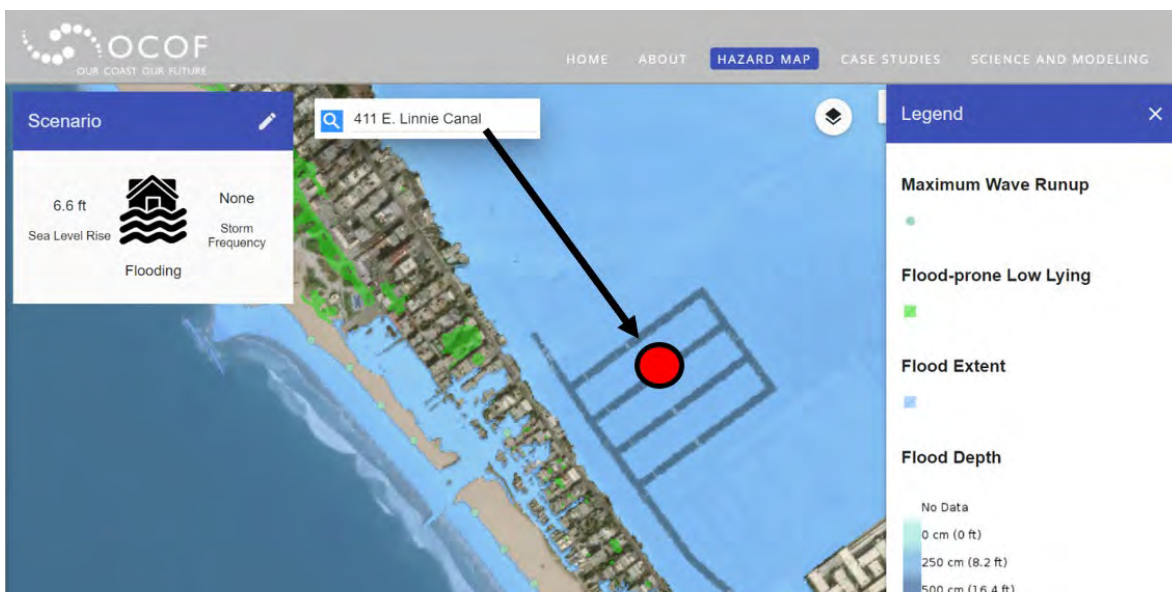 OCOF
OUR COAST OUR FUTURE
HOME ABOUT HAZARD MAP CASE STUDIES SCIENCE AND MODELING
Scenario
6.6 ft
Sea Level Rise
None
Storm
Frequency
Flooding
411 E. Linnie Canal
Legend
Maximum Wave Runup
Flood-prone Low Lying
Flood Extent
Flood Depth
No Data
0 cm (0 ft)
250 cm (8.2 ft)
500 cm (16.4 ft)